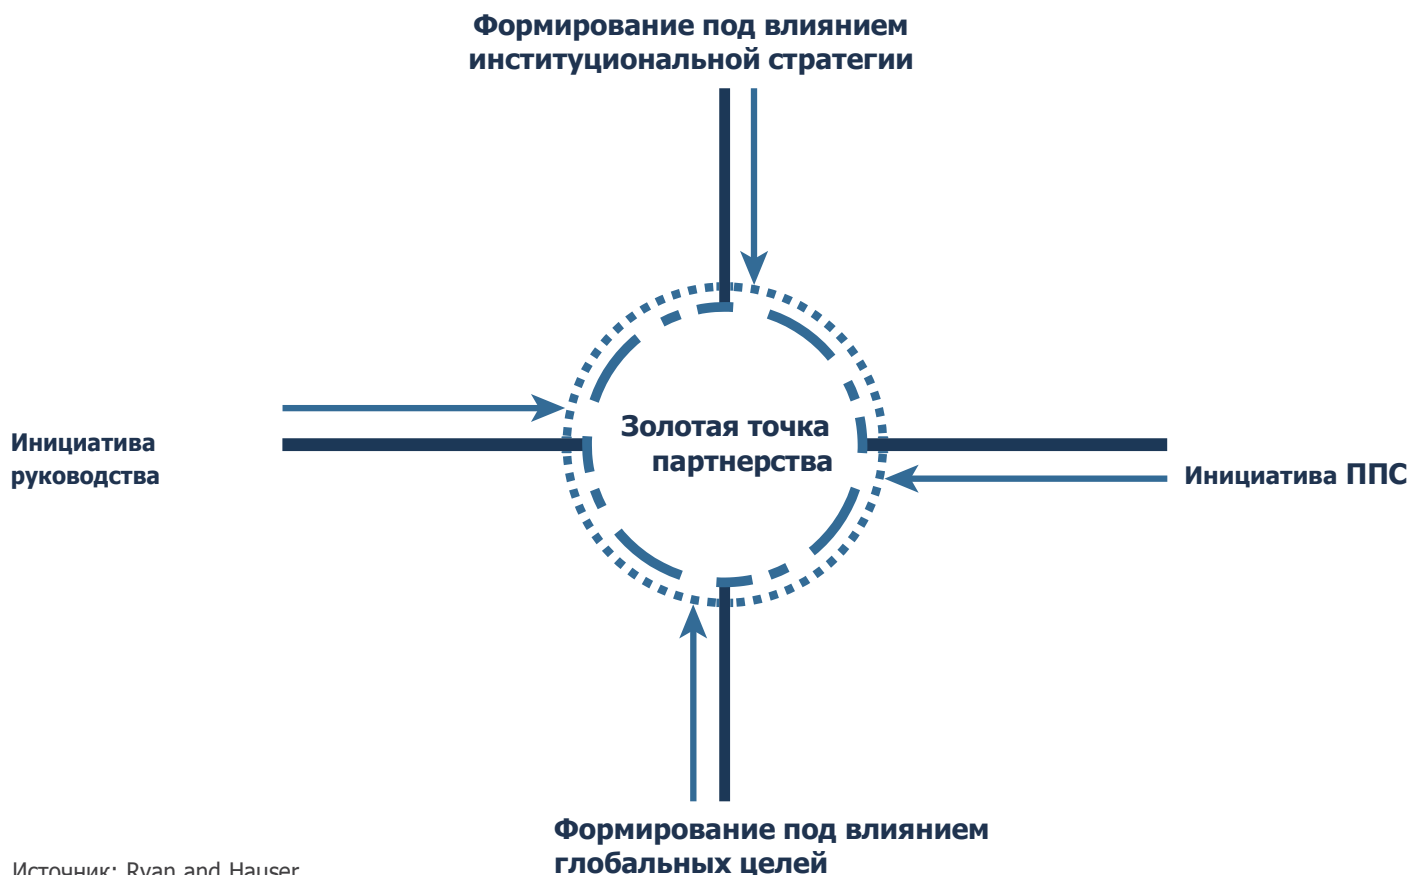 Формирование под влиянием
институциональной стратегии
Золотая точка
партнерства
Инициатива
руководства
Инициатива ППС
Формирование под влиянием
глобальных целей
Источник: Ryan and Hauser